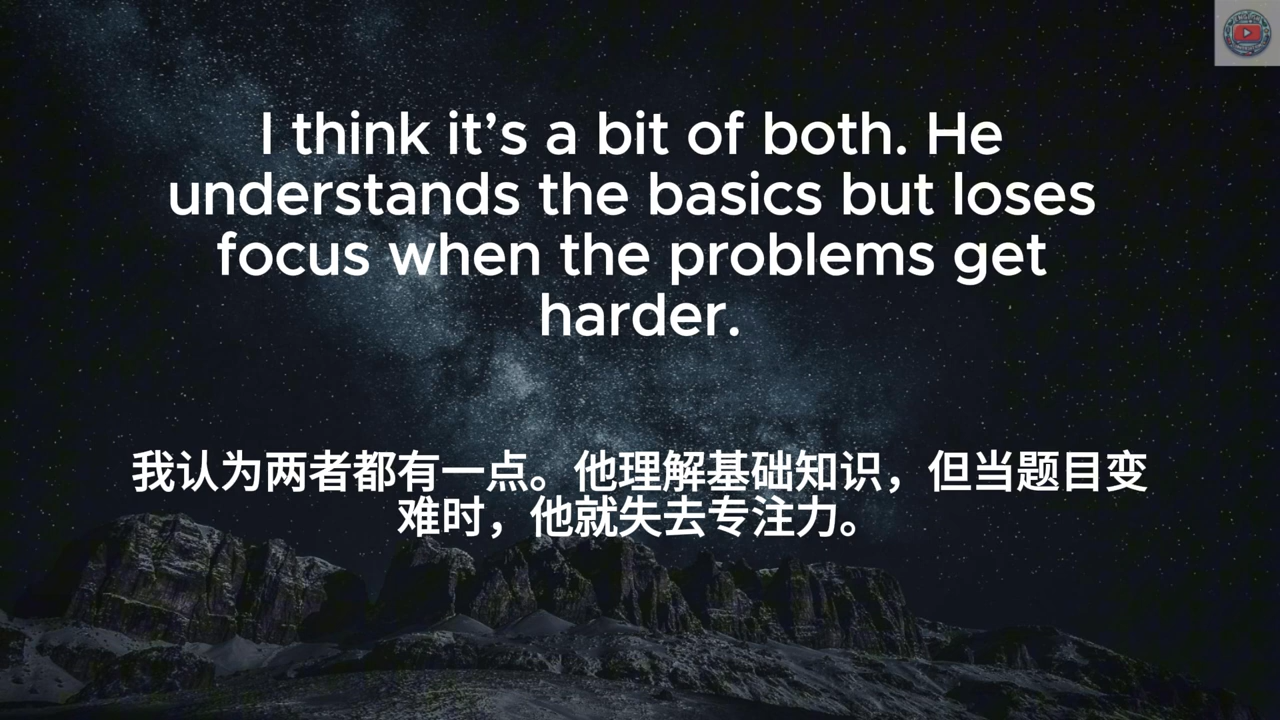 I think it’s a bit of both. He
understands the basics but loses
focus when the problems get
harder.
我认为两者都有一点。他理解基础知识，但当题目变
难时，他就失去专注力。